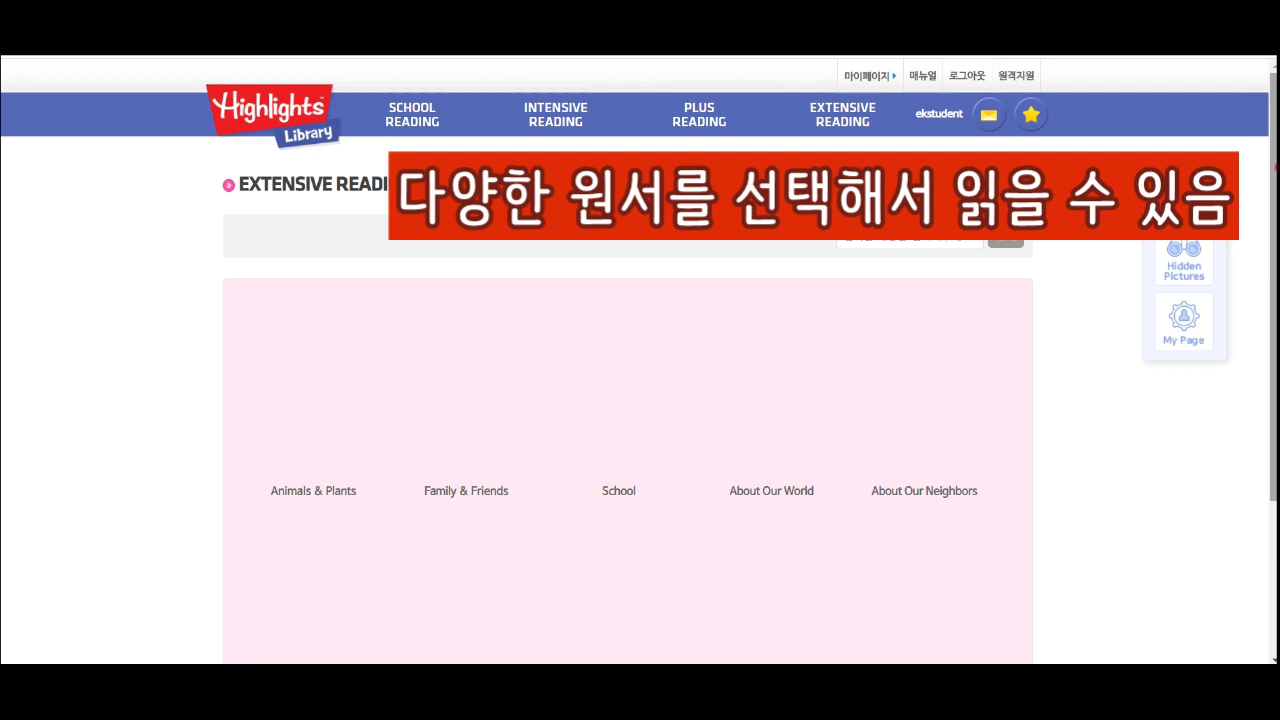 마이페이지
매뉴얼
로그아웃
원격지원
Highlights
Library
SCHOOL
READING
INTENSIVE
READING
PLUS
READING
EXTENSIVE
READING
ekstudent
EXTENSIVE READI
다양한 원서를 선택해서 읽을 수 있음
Hidden
Pictures
My Page
Animals & Plants
Family & Friends
School
About Our World
About Our Neighbors